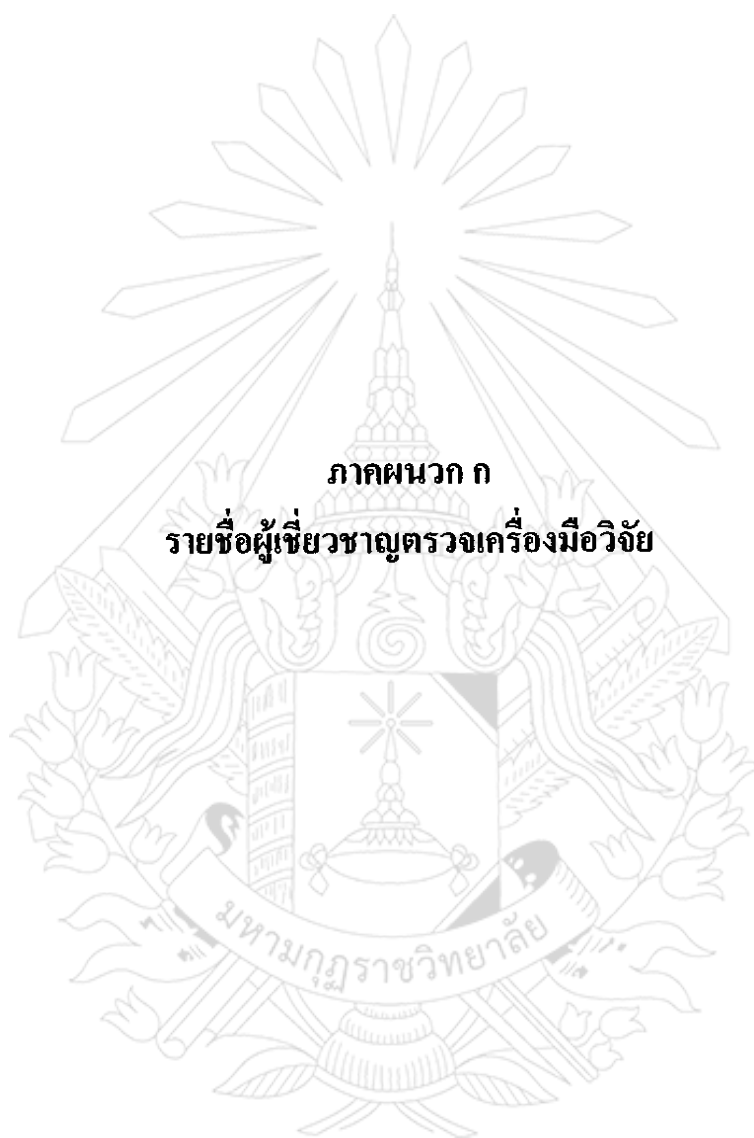 ภาคผนวก ก
รายชื่อผู้เชี่ยวชาญตรวจเครื่องมือวิจัย
มหามกุฏราชวิทยาลัย